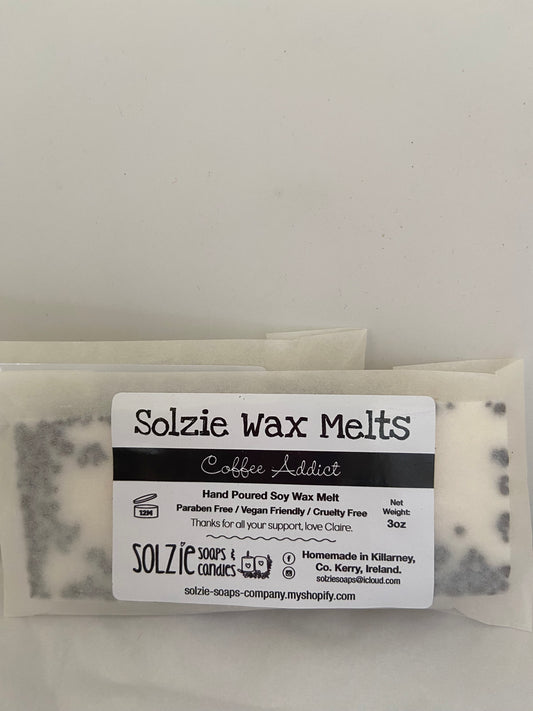 Solzie Wax Melts
Coffee Addict
Hand Poured Soy Wax Melt
Paraben Free / Vegan Friendly / Cruelty Free
Thanks for all your support, love Claire.
12M
Net
Weight:
3oz
SOLZIE SOAPS &
CANDLES
Homemade in Killarney,
Co. Kerry, Ireland.
solziesoaps@icloud.com
solzie-soaps-company.myshopify.com